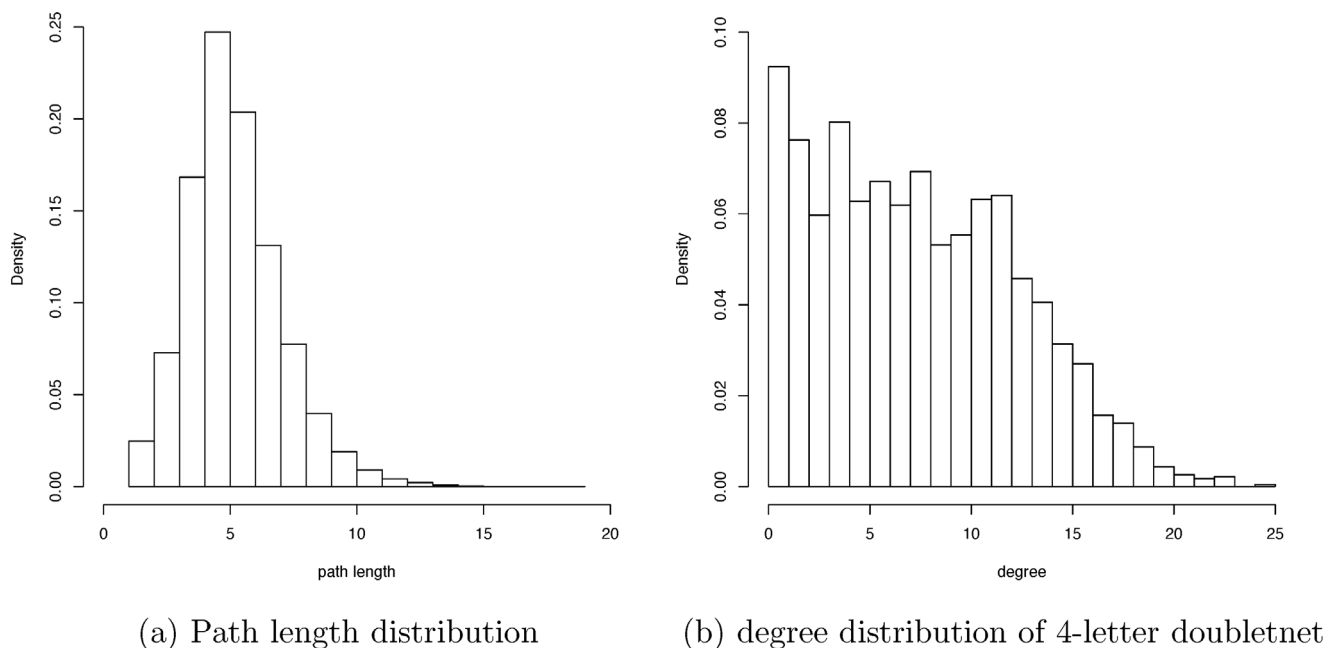 0.25
0.20
0.15
0.10
0.05
0.00
Density
0 5 10 15 20
path length
(a) Path length distribution
0.10
0.08
0.06
0.04
0.02
0.00
Density
0 5 10 15 20 25
degree
(b) degree distribution of 4-letter doubletnet